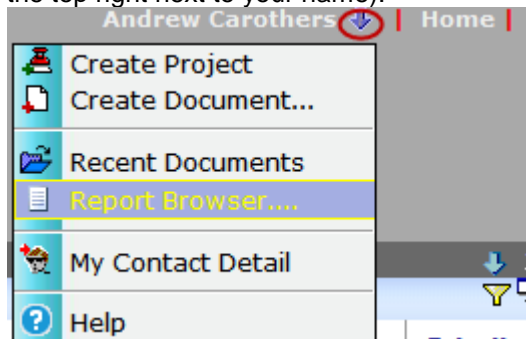 the top right next to your name).
Andrew Carothers | Home |
Create Project
Create Document...
Recent Documents
Report Browser....
My Contact Detail
Help